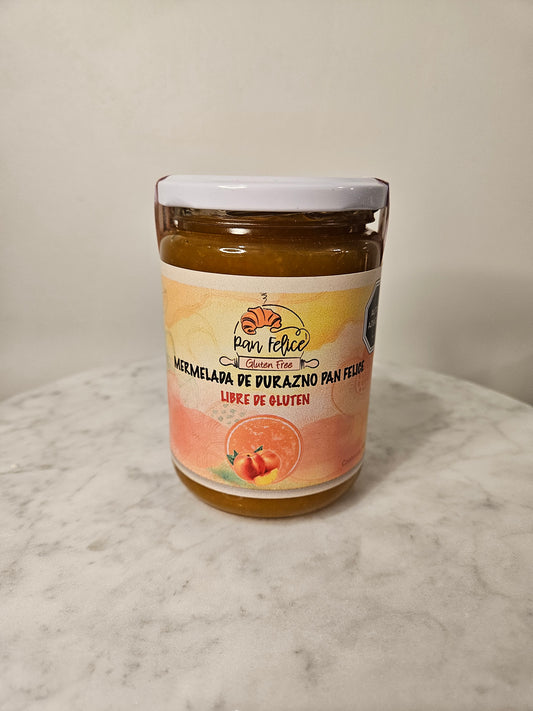 Pan Felice
Gluten Free
MERMELADA DE DURAZNO PAN FELICE
LIBRE DE GLUTEN